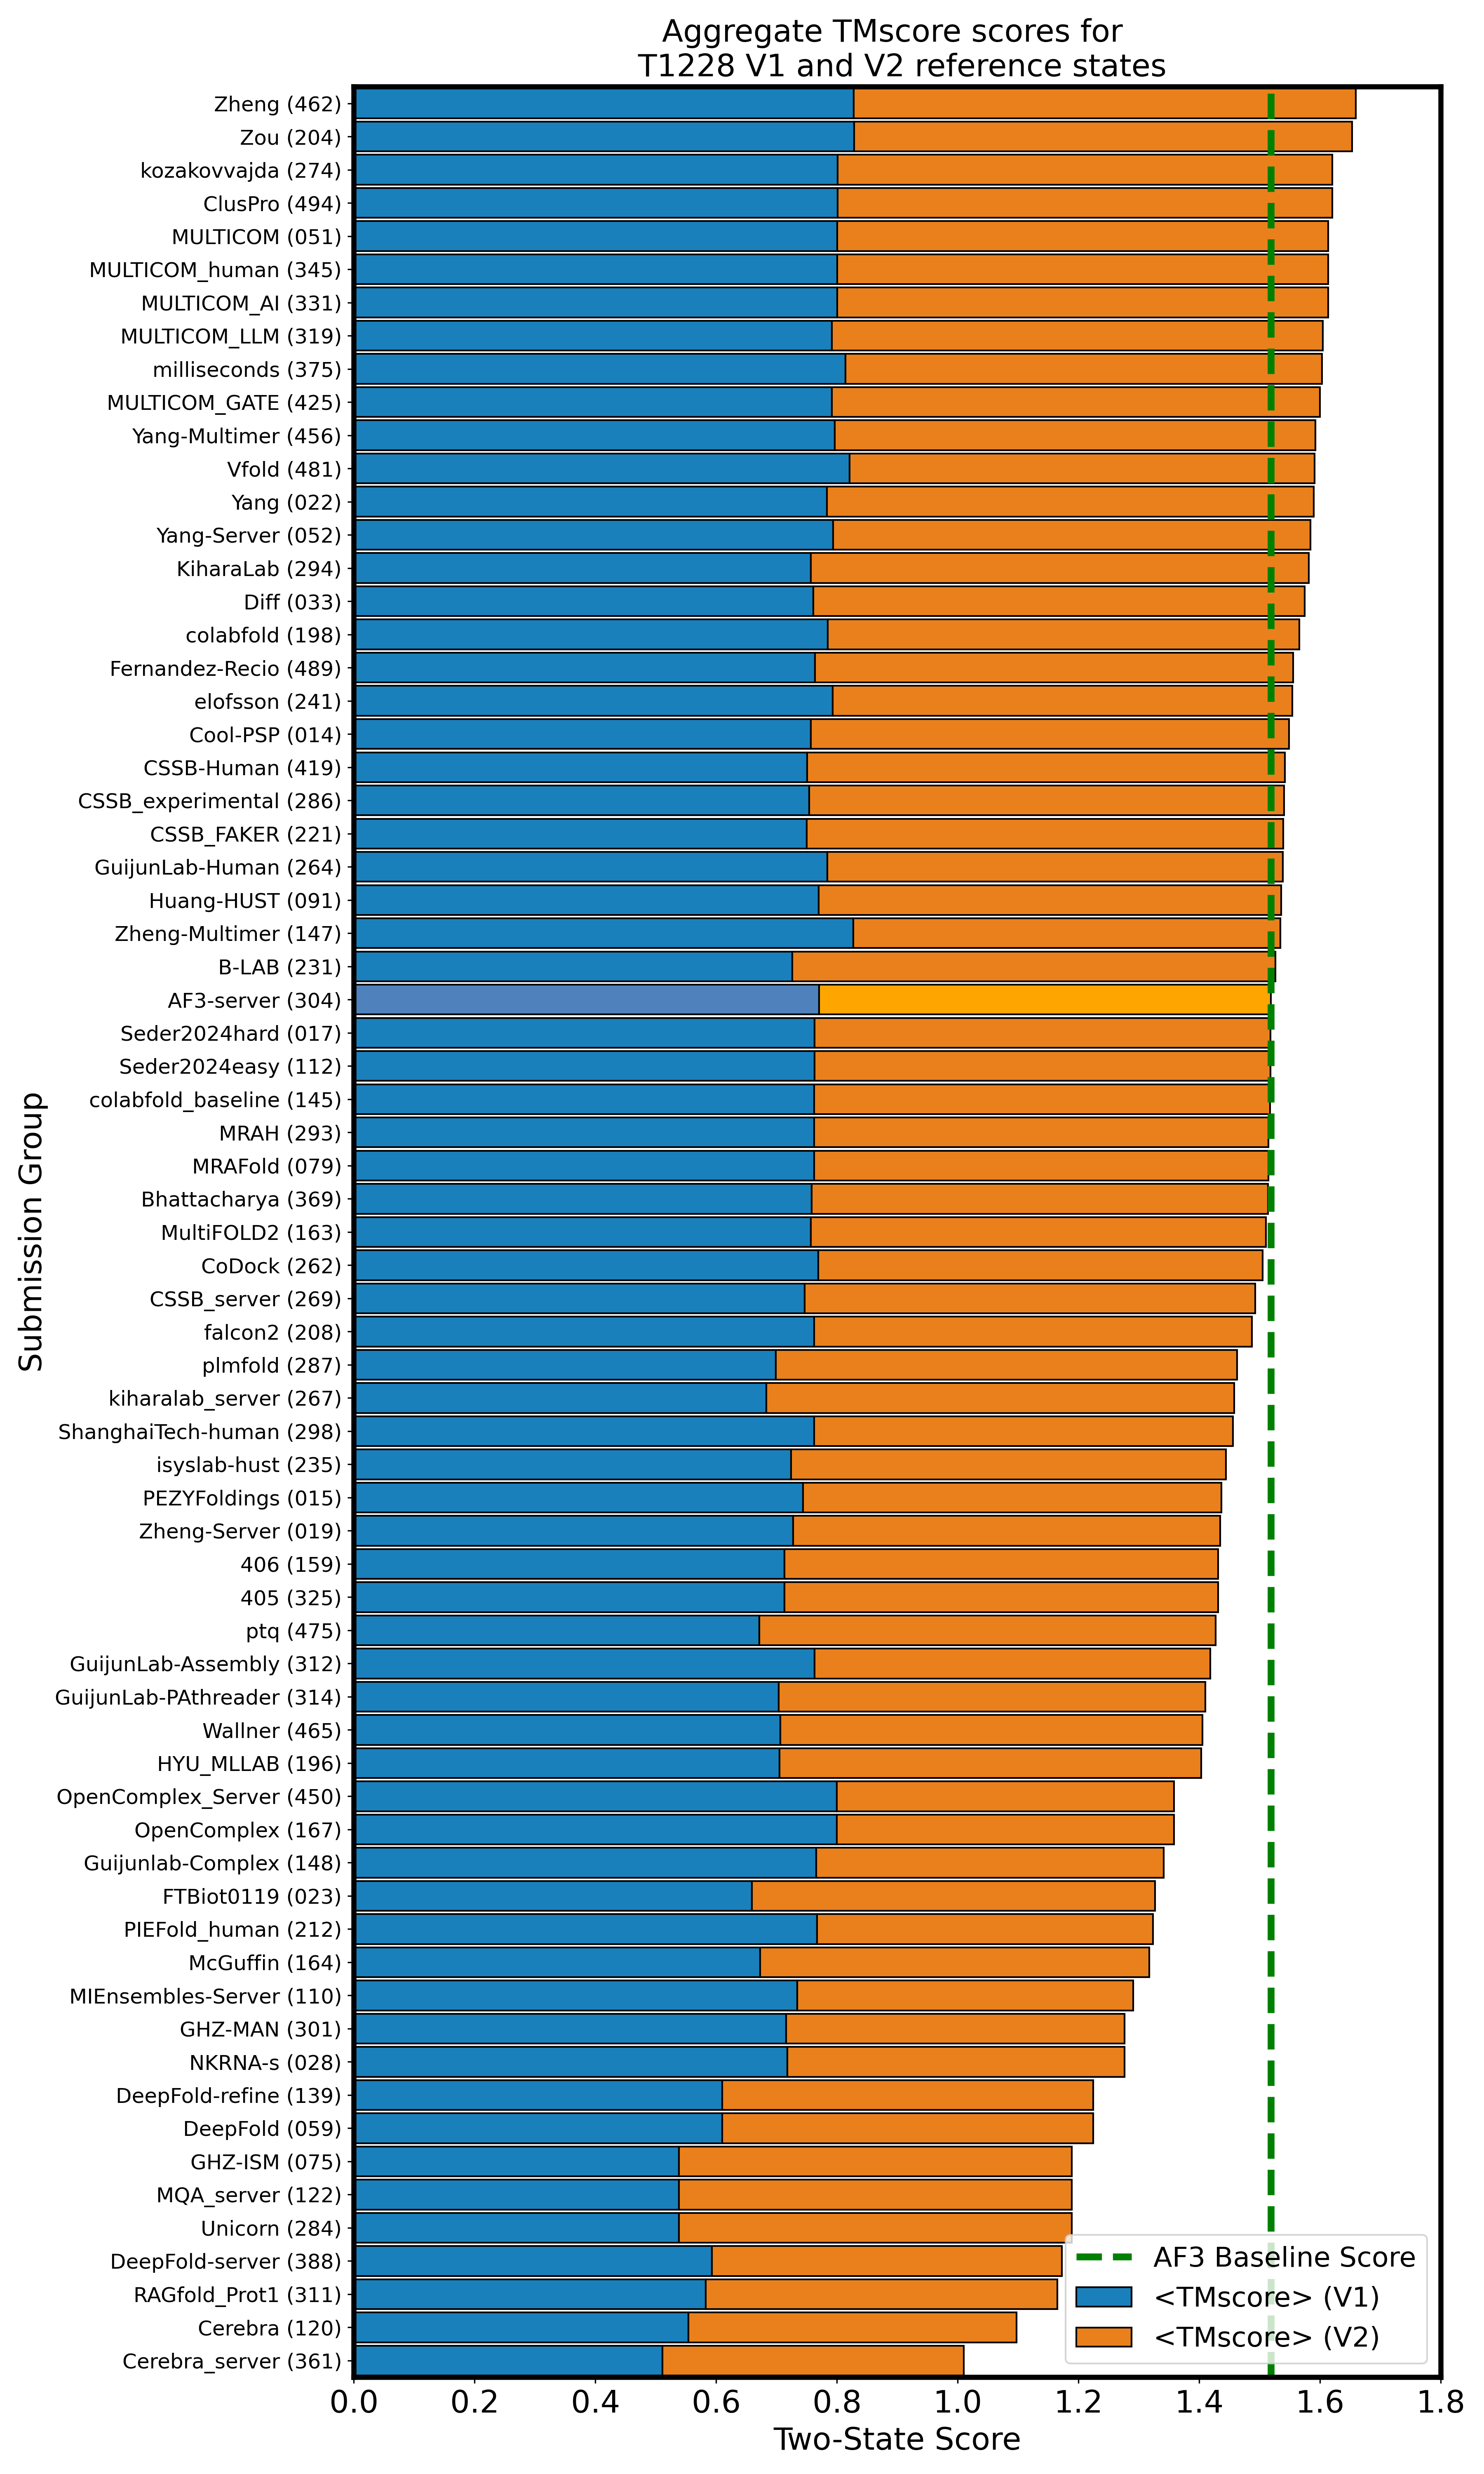 Aggregate TMscore scores for
T1228 V1 and V2 reference states
Zheng (462)
Zou (204)
kozakovvajda (274)
ClusPro (494)
MULTICOM (051)
MULTICOM_human (345)
MULTICOM_AI (331)
MULTICOM_LLM (319)
milliseconds (375)
MULTICOM_GATE (425)
Yang-Multimer (456)
Vfold (481)
Yang (022)
Yang-Server (052)
KiharaLab (294)
Diff (033)
colabfold (198)
Fernandez-Recio (489)
elofsson (241)
Cool-PSP (014)
CSSB-Human (419)
CSSB_experimental (286)
CSSB_FAKER (221)
GuijunLab-Human (264)
Huang-HUST (091)
Zheng-Multimer (147)
B-LAB (231)
AF3-server (304)
Seder2024hard (017)
Seder2024easy (112)
colabfold_baseline (145)
MRAH (293)
MRAFold (079)
Bhattacharya (369)
MultiFOLD2 (163)
CoDock (262)
CSSB_server (269)
falcon2 (208)
plmfold (287)
kiharalab_server (267)
ShanghaiTech-human (298)
isyslab-hust (235)
PEZYFoldings (015)
Zheng-Server (019)
406 (159)
405 (325)
ptq (475)
GuijunLab-Assembly (312)
GuijunLab-PAthreader (314)
Wallner (465)
HYU_MLLAB (196)
OpenComplex_Server (450)
OpenComplex (167)
Guijunlab-Complex (148)
FTBiot0119 (023)
PIEFold_human (212)
McGuffin (164)
MIEnsembles-Server (110)
GHZ-MAN (301)
NKRNA-s (028)
DeepFold-refine (139)
DeepFold (059)
GHZ-ISM (075)
MQA_server (122)
Unicorn (284)
DeepFold-server (388)
RAGfold_Prot1 (311)
Cerebra (120)
Cerebra_server (361)
Submission Group
AF3 Baseline Score
<TMscore> (V1)
<TMscore> (V2)
0.0 0.2 0.4 0.6 0.8 1.0 1.2 1.4 1.6 1.8
Two-State Score